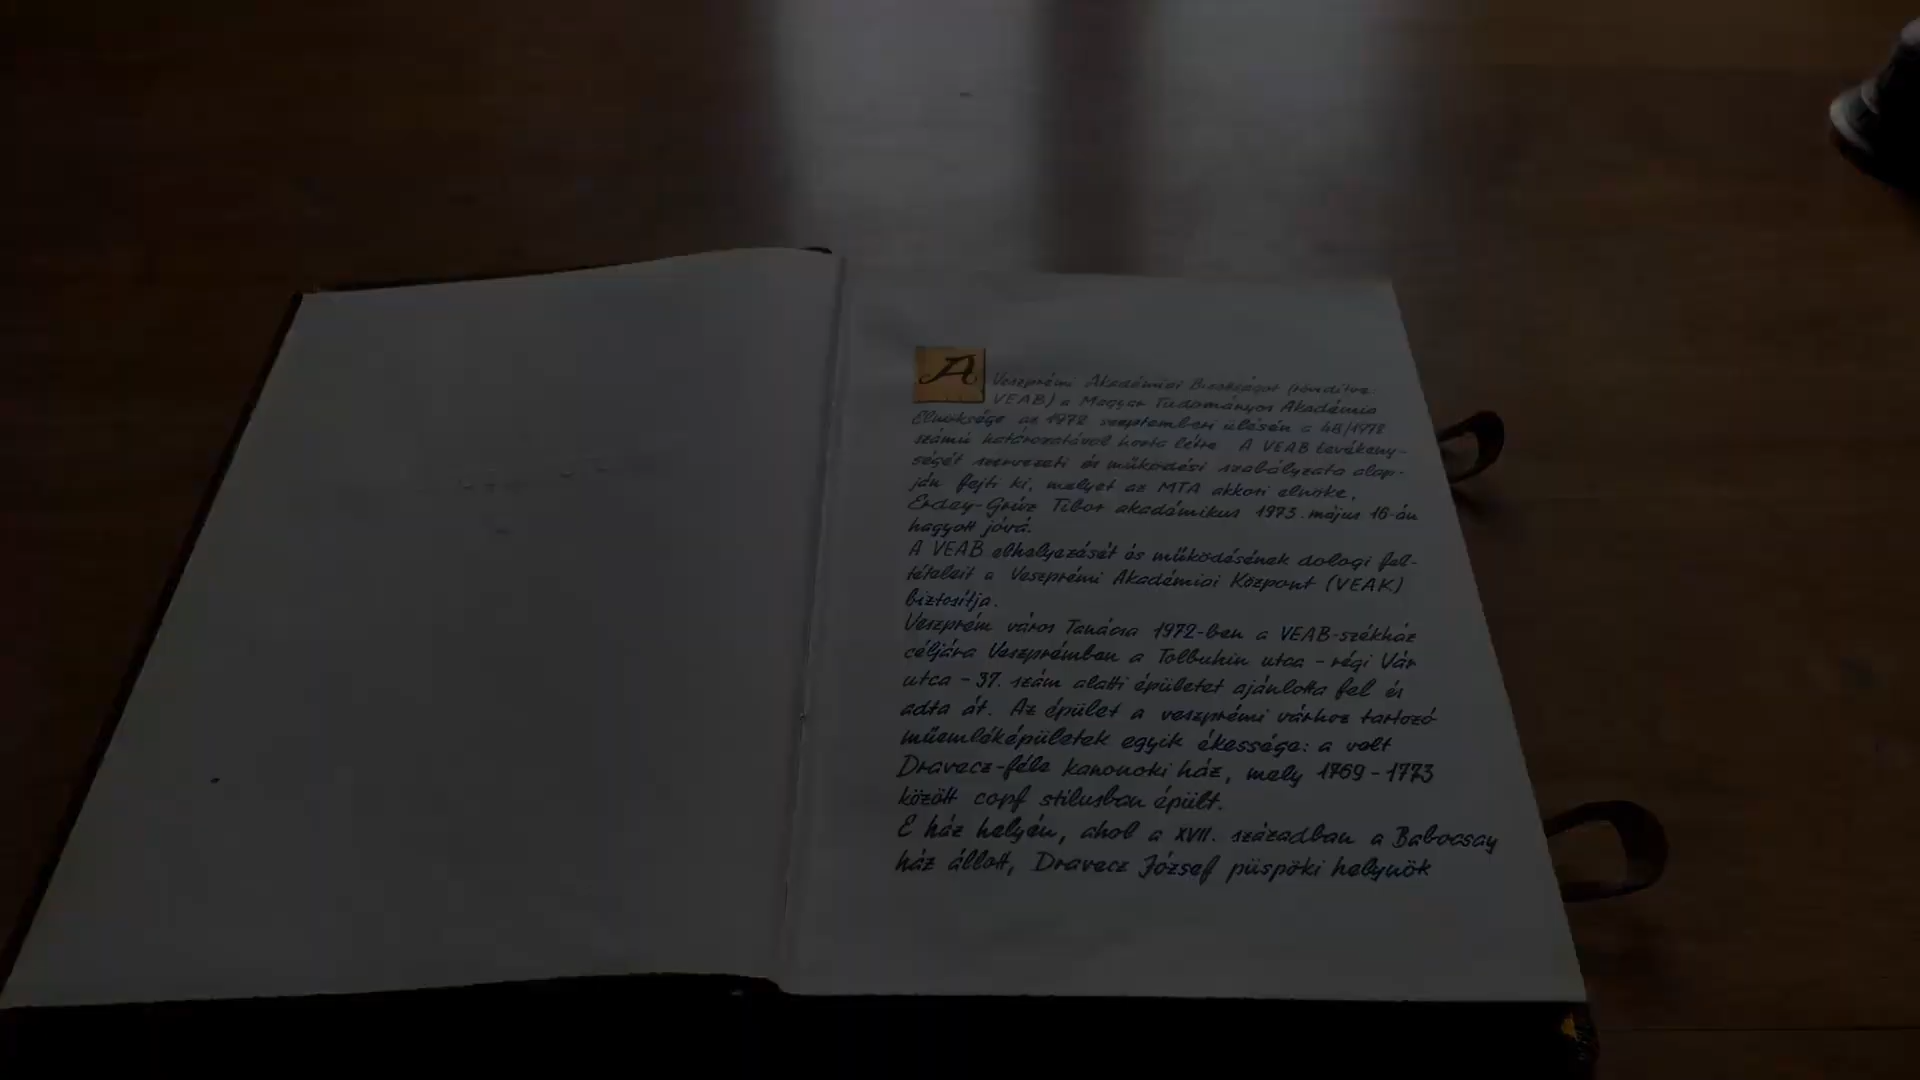 A Veszprémi Akadémiai Bizottságot (rövidítve:
VEAB) a Magyar Tudományos Akadémia
Elnöksége az 1972 szeptemberi ülésén a 48/1972
számú határozatával hozta létre. A VEAB tevékeny-
ségét szervezeti és működési szabályzata alap-
ján fejti ki, melyet az MTA akkori elnöke,
Erdey-Grúz Tibor akadémikus 1973. május 16-án
hagyott jóvá.
A VEAB elhelyezését és működésének dologi fel-
tételeit a Veszprémi Akadémiai Központ (VEAK)
biztosítja.
Veszprém város Tanácsa 1972-ben a VEAB-székház
céljára Veszprémben a Tolbuhin utca - régi Vár
utca - 37. szám alatti épületet ajánlotta fel és
adta át. Az épület a veszprémi várhoz tartozó
műemléképületek egyik ékessége: a volt
Dravecz-féle kanonoki ház, mely 1769-1773
között copf stilusban épült.
E ház helyén, ahol a XVII. században a Babocsay
ház állott, Dravecz József püspöki helynök